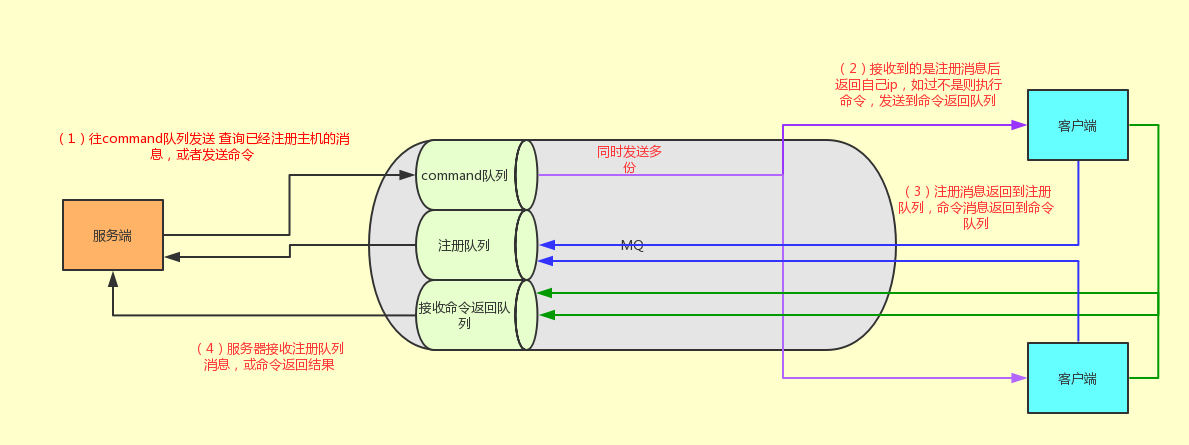 （2）接收到的是注册消息后
返回自己ip，如过不是则执行
命令，发送到命令返回队列
客户端
（1）往command队列发送 查询已经注册主机的消
息，或者发送命令
同时发送多
份
command队列
（3）注册消息返回到注册
队列，命令消息返回到命令
队列
服务端
注册队列
MQ
接收命令返回队
列
（4）服务器接收注册队列
消息，或命令返回结果
客户端